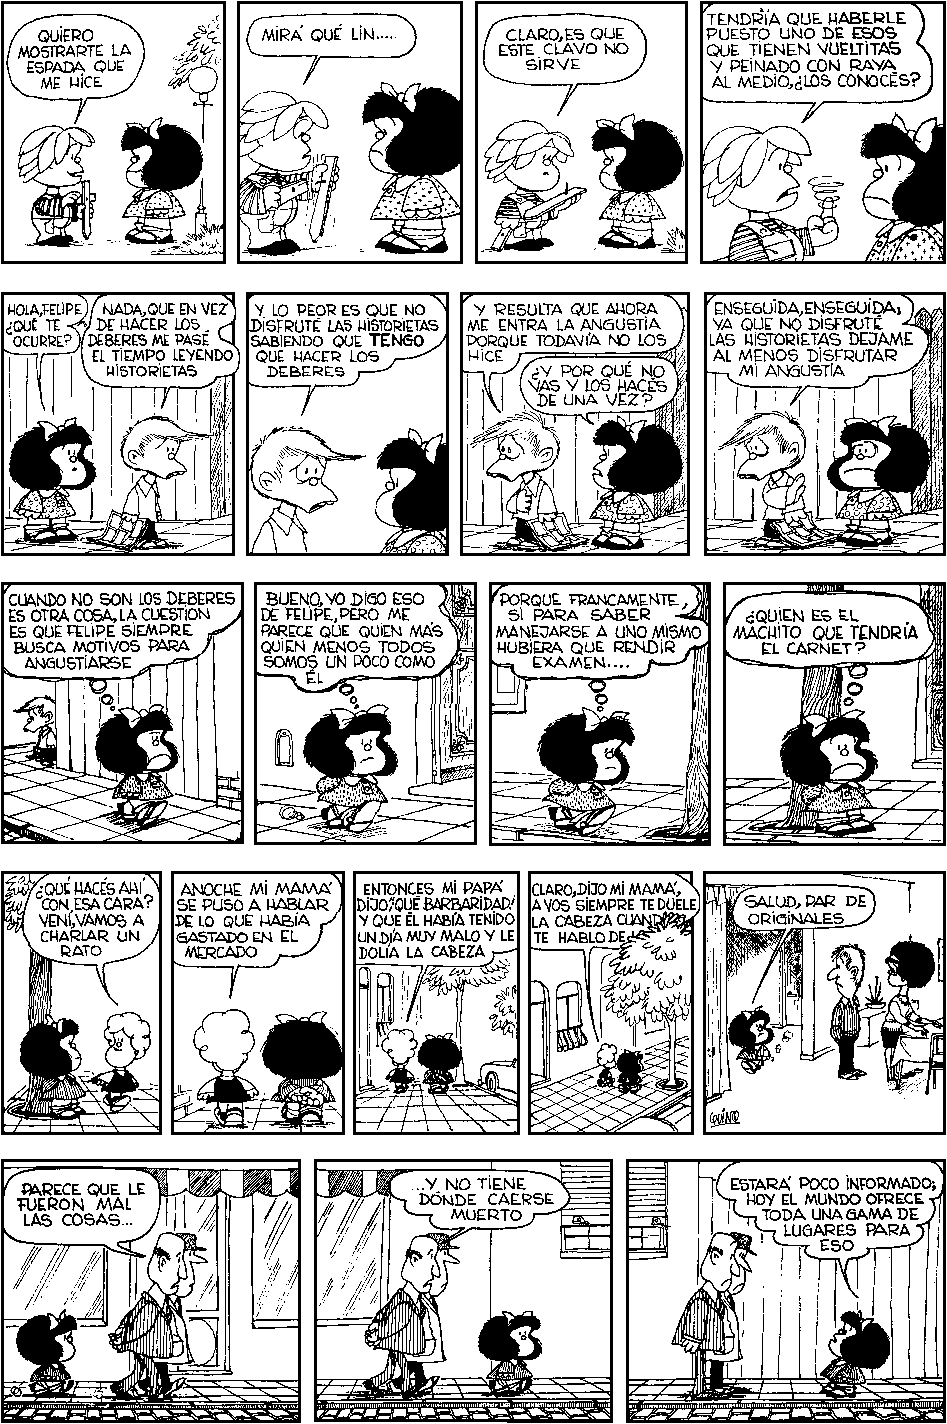 QUIERO
MOSTRARTE LA
ESPADA QUE
ME HICE
MIRÁ QUÉ LIN.....
CLARO, ES QUE
ESTE CLAVO NO
SIRVE
TENDRÍA QUE HABERLE
PUESTO UNO DE ESOS
QUE TIENEN VUELTITAS
Y PEINADO CON RAYA
AL MEDIO, ¿LOS CONOCÉS?
HOLA, FELIPE
¿QUÉ TE
OCURRE?
NADA, QUE EN VEZ
DE HACER LOS
DEBERES ME PASÉ
EL TIEMPO LEYENDO
HISTORIETAS
Y LO PEOR ES QUE NO
DISFRUTÉ LAS HISTORIETAS
SABIENDO QUE TENGO
QUE HACER LOS
DEBERES
Y RESULTA QUE AHORA
ME ENTRA LA ANGUSTIA
PORQUE TODAVÍA NO LOS
HICE
¿Y POR QUÉ NO
VAS Y LOS HACÉS
DE UNA VEZ?
ENSEGUIDA, ENSEGUIDA,
YA QUE NO DISFRUTÉ
LAS HISTORIETAS DEJAME
AL MENOS DISFRUTAR
MI ANGUSTIA
CUANDO NO SON LOS DEBERES
ES OTRA COSA, LA CUESTION
ES QUE FELIPE SIEMPRE
BUSCA MOTIVOS PARA
ANGUSTIARSE
BUENO, YO DIGO ESO
DE FELIPE, PERO ME
PARECE QUE QUIEN MÁS
QUIEN MENOS TODOS
SOMOS UN POCO COMO
ÉL
PORQUE FRANCAMENTE,
SI PARA SABER
MANEJARSE A UNO MISMO
HUBIERA QUE RENDIR
EXAMEN....
¿QUIEN ES EL
MACHITO QUE TENDRÍA
EL CARNET?
¿QUÉ HACÉS AHÍ
CON ESA CARA?
VENÍ, VAMOS A
CHARLAR UN
RATO
ANOCHE MI MAMÁ
SE PUSO A HABLAR
DE LO QUE HABÍA
GASTADO EN EL
MERCADO
ENTONCES MI PAPÁ
DIJO ¡QUÉ BARBARIDAD!
Y QUE ÉL HABÍA TENIDO
UN DÍA MUY MALO Y LE
DOLÍA LA CABEZA
CLARO, DIJO MI MAMÁ,
A VOS SIEMPRE TE DUELE
LA CABEZA CUANDO
TE HABLO DE
SALUD, PAR DE
ORIGINALES
QUINO
PARECE QUE LE
FUERON MAL
LAS COSAS...
...Y NO TIENE
DÓNDE CAERSE
MUERTO
ESTARÁ POCO INFORMADO;
HOY EL MUNDO OFRECE
TODA UNA GAMA DE
LUGARES PARA
ESO